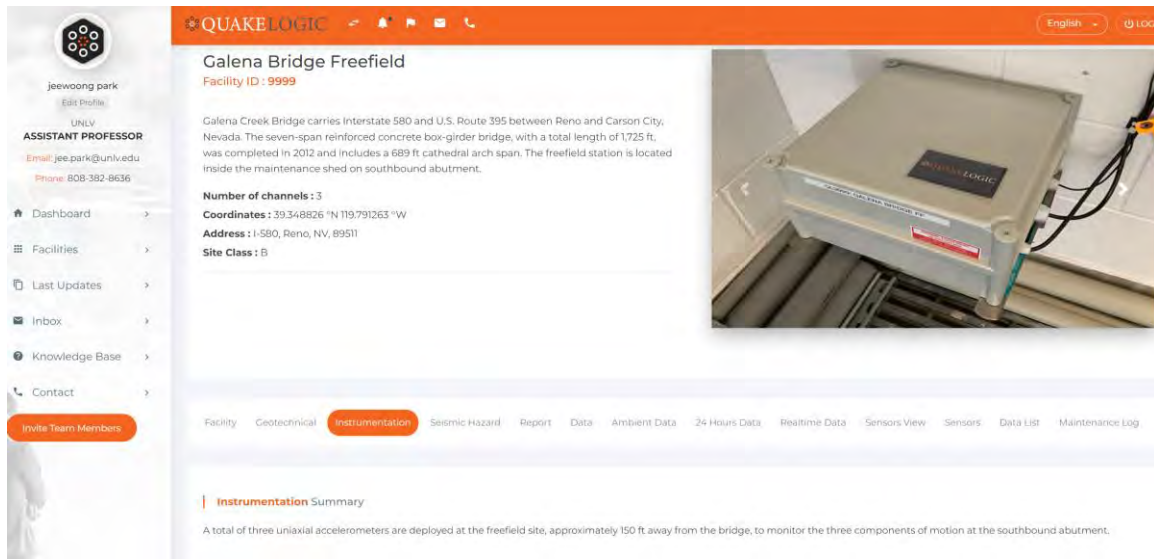 QUAKELOGIC
English
LOG
jeewoong park
Edit Profile
UNLV
ASSISTANT PROFESSOR
Email: jee.park@unlv.edu
Phone: 808-382-8636
Dashboard
Facilities
Last Updates
Inbox
Knowledge Base
Contact
Invite Team Members
Galena Bridge Freefield
Facility ID : 9999
Galena Creek Bridge carries Interstate 580 and U.S. Route 395 between Reno and Carson City,
Nevada. The seven-span reinforced concrete box-girder bridge, with a total length of 1,725 ft,
was completed in 2012 and includes a 689 ft cathedral arch span. The freefield station is located
inside the maintenance shed on southbound abutment.
Number of channels : 3
Coordinates : 39.348826 °N 119.791263 °W
Address : I-580, Reno, NV, 89511
Site Class : B
QUAKELOGIC
GALENA BRIDGE FF
Facility Geotechnical Instrumentation Seismic Hazard Report Data Ambient Data 24 Hours Data Realtime Data Sensors View Sensors Data List Maintenance Log
Instrumentation Summary
A total of three uniaxial accelerometers are deployed at the freefield site, approximately 150 ft away from the bridge, to monitor the three components of motion at the southbound abutment.